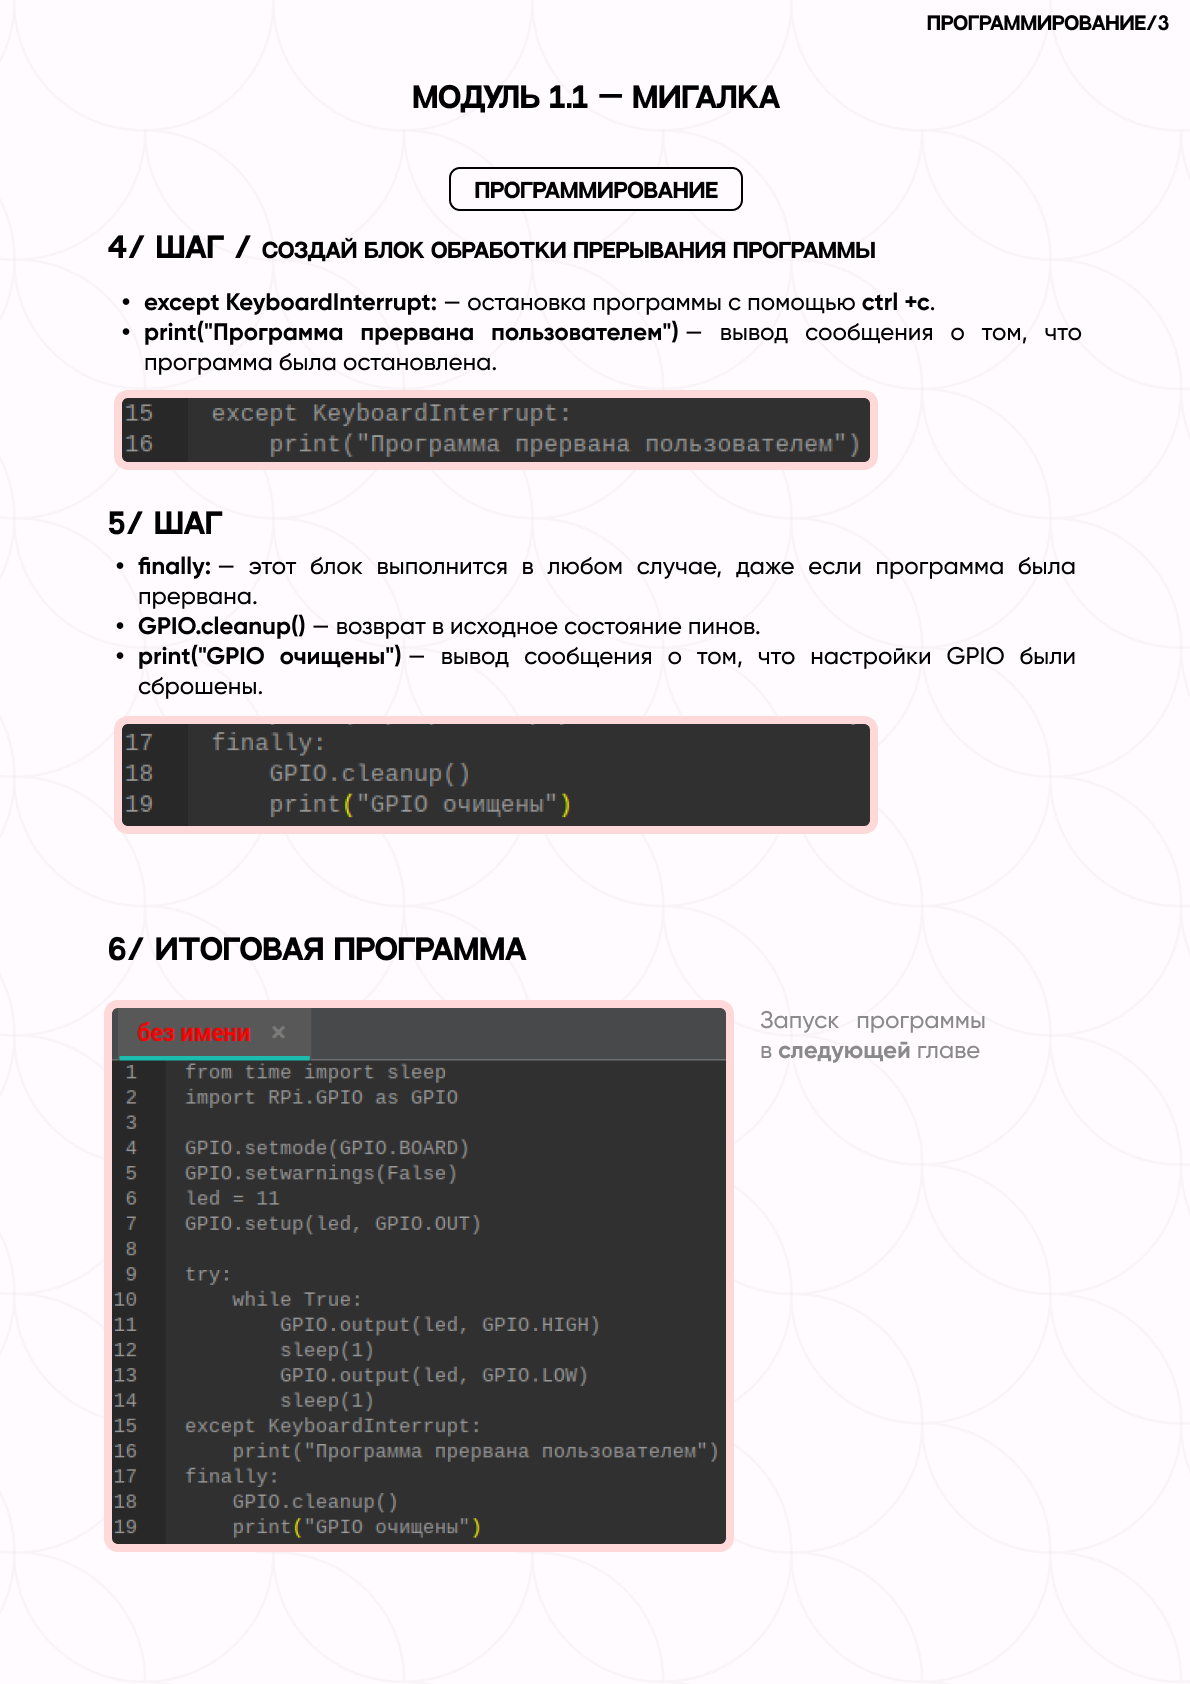 ПРОГРАММИРОВАНИЕ/3
МОДУЛЬ 1.1 — МИГАЛКА
ПРОГРАММИРОВАНИЕ
4/ ШАГ / СОЗДАЙ БЛОК ОБРАБОТКИ ПРЕРЫВАНИЯ ПРОГРАММЫ
• except KeyboardInterrupt: — остановка программы с помощью ctrl +c.
• print("Программа прервана пользователем") — вывод сообщения о том, что
программа была остановлена.
15 except KeyboardInterrupt:
16     print("Программа прервана пользователем")
5/ ШАГ
• finally: — этот блок выполнится в любом случае, даже если программа была
прервана.
• GPIO.cleanup() — возврат в исходное состояние пинов.
• print("GPIO очищены") — вывод сообщения о том, что настройки GPIO были
сброшены.
17 finally:
18     GPIO.cleanup()
19     print("GPIO очищены")
6/ ИТОГОВАЯ ПРОГРАММА
без имени ×
Запуск программы
в следующей главе
1 from time import sleep
2 import RPi.GPIO as GPIO
3
4 GPIO.setmode(GPIO.BOARD)
5 GPIO.setwarnings(False)
6 led = 11
7 GPIO.setup(led, GPIO.OUT)
8
9 try:
10     while True:
11         GPIO.output(led, GPIO.HIGH)
12         sleep(1)
13         GPIO.output(led, GPIO.LOW)
14         sleep(1)
15 except KeyboardInterrupt:
16     print("Программа прервана пользователем")
17 finally:
18     GPIO.cleanup()
19     print("GPIO очищены")